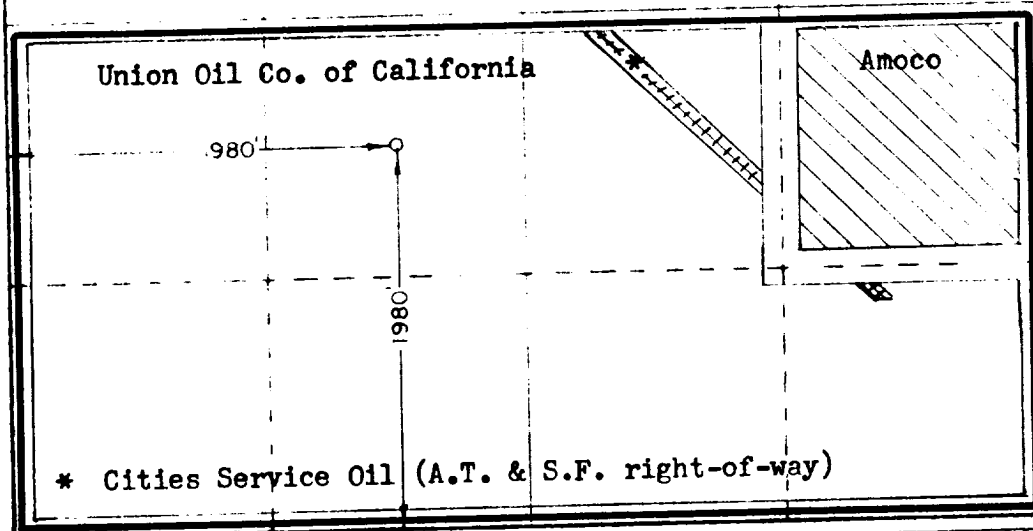 Union Oil Co. of California
Amoco
980'
1980'
* Cities Service Oil (A.T. & S.F. right-of-way)